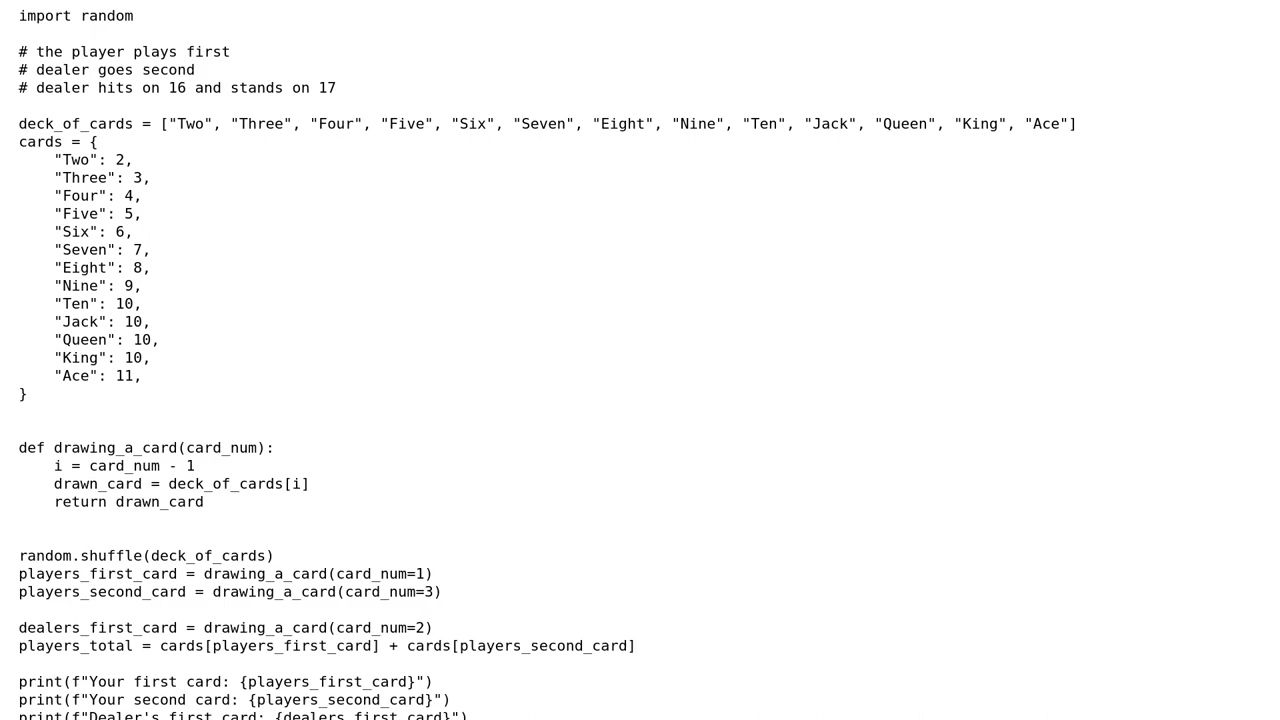 import random
# the player plays first
# dealer goes second
# dealer hits on 16 and stands on 17
deck_of_cards = ["Two", "Three", "Four", "Five", "Six", "Seven", "Eight", "Nine", "Ten", "Jack", "Queen", "King", "Ace"]
cards = {
    "Two": 2,
    "Three": 3,
    "Four": 4,
    "Five": 5,
    "Six": 6,
    "Seven": 7,
    "Eight": 8,
    "Nine": 9,
    "Ten": 10,
    "Jack": 10,
    "Queen": 10,
    "King": 10,
    "Ace": 11,
}
def drawing_a_card(card_num):
    i = card_num - 1
    drawn_card = deck_of_cards[i]
    return drawn_card
random.shuffle(deck_of_cards)
players_first_card = drawing_a_card(card_num=1)
players_second_card = drawing_a_card(card_num=3)
dealers_first_card = drawing_a_card(card_num=2)
players_total = cards[players_first_card] + cards[players_second_card]
print(f"Your first card: {players_first_card}")
print(f"Your second card: {players_second_card}")
print(f"Dealer's first card: {dealers_first_card}")